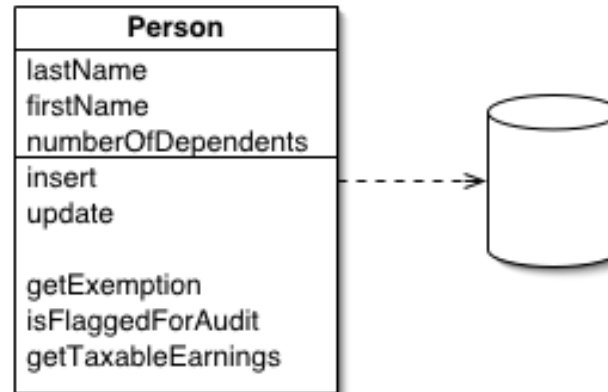 Person
lastName
firstName
numberOfDependents
insert
update
getExemption
isFlaggedForAudit
getTaxableEarnings